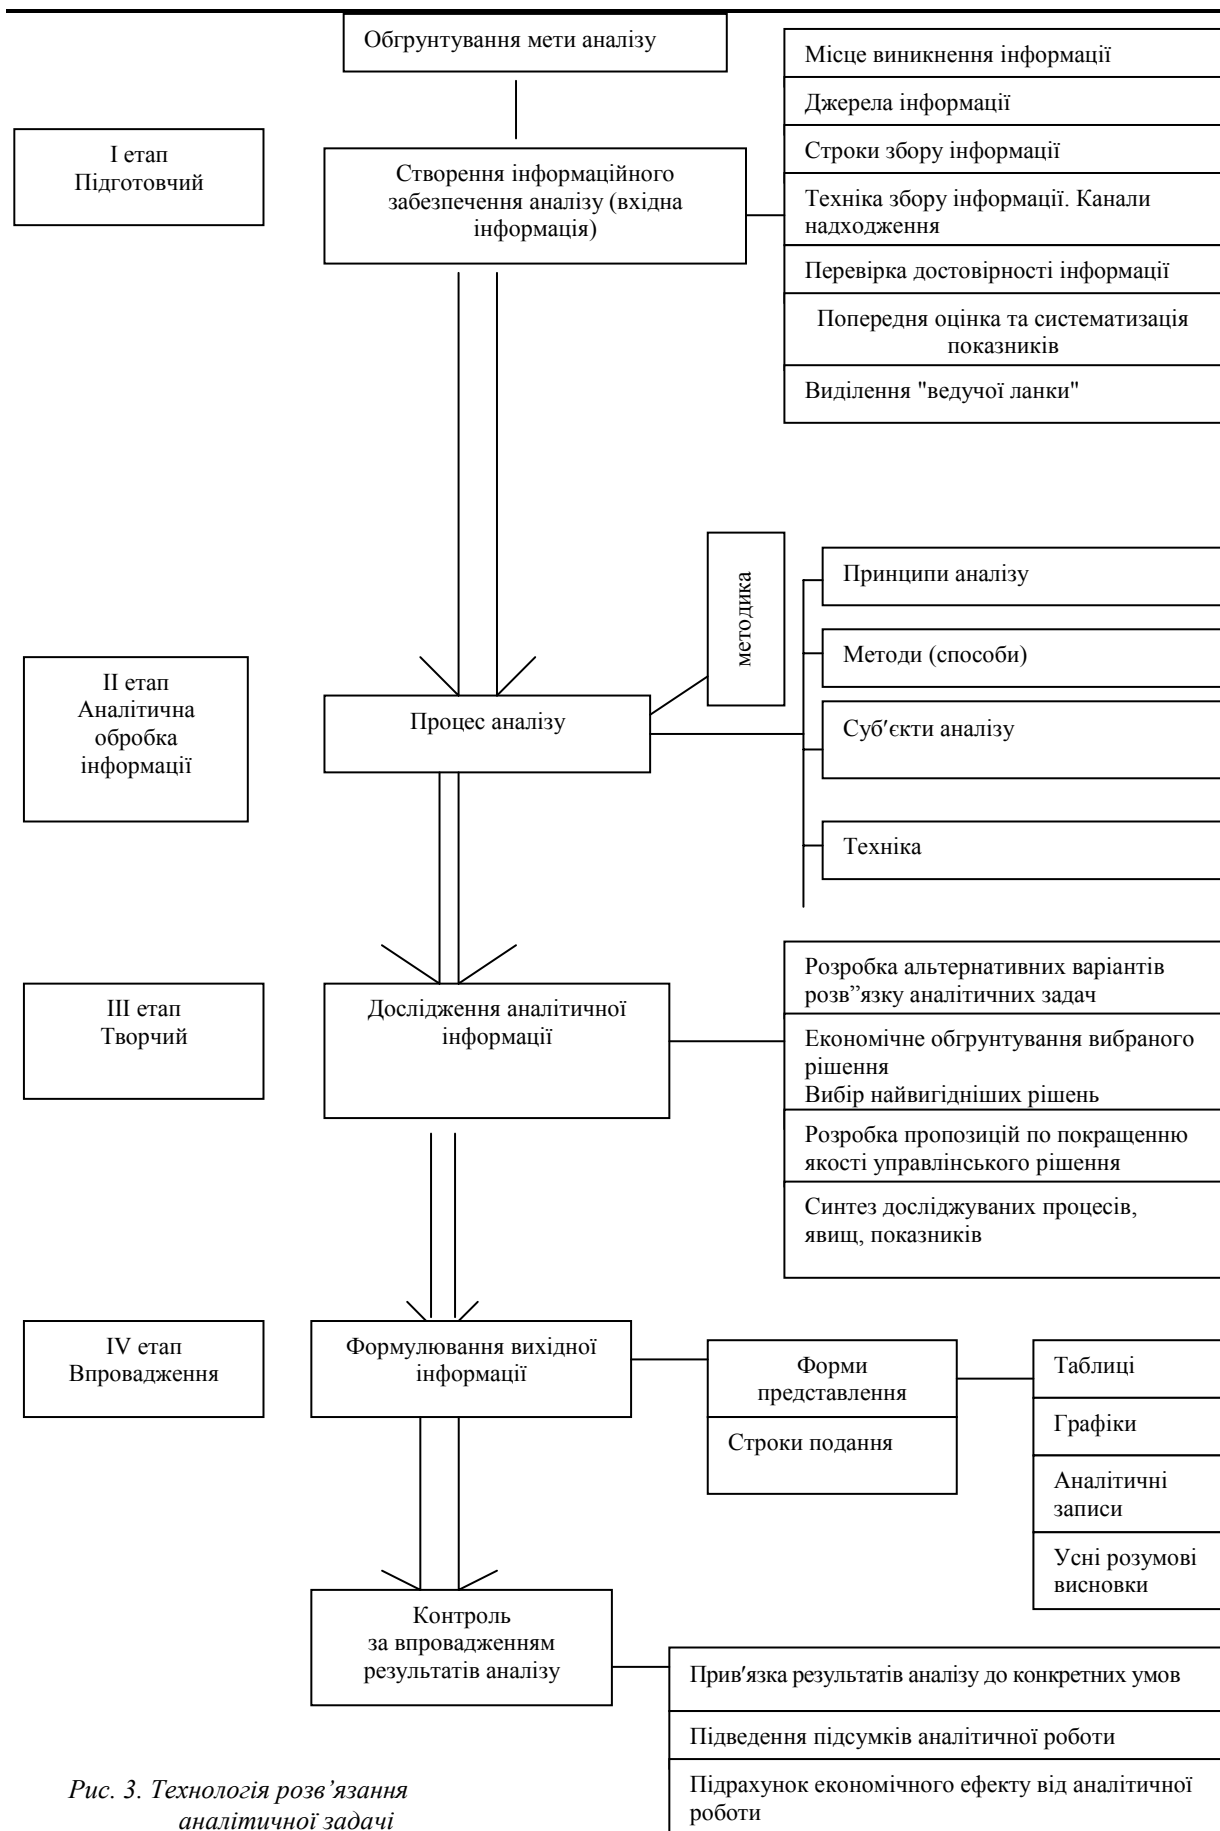 Обгрунтування мети аналізу
Місце виникнення інформації
Джерела інформації
І етап
Підготовчий
Створення інформаційного
забезпечення аналізу (вхідна
інформація)
Строки збору інформації
Техніка збору інформації. Канали
надходження
Перевірка достовірності інформації
Попередня оцінка та систематизація
показників
Виділення "ведучої ланки"
методика
Принципи аналізу
Методи (способи)
ІІ етап
Аналітична
обробка
інформації
Процес аналізу
Суб′єкти аналізу
Техніка
ІІІ етап
Творчий
Дослідження аналітичної
інформації
Розробка альтернативних варіантів
розв”язку аналітичних задач
Економічне обгрунтування вибраного
рішення
Вибір найвигідніших рішень
Розробка пропозицій по покращенню
якості управлінського рішення
Синтез досліджуваних процесів,
явищ, показників
IV етап
Впровадження
Формулювання вихідної
інформації
Форми
представлення
Строки подання
Таблиці
Графіки
Аналітичні
записи
Усні розумові
висновки
Контроль
за впровадженням
результатів аналізу
Прив′язка результатів аналізу до конкретних умов
Підведення підсумків аналітичної роботи
Підрахунок економічного ефекту від аналітичної
роботи
Рис. 3. Технологія розв’язання
аналітичної задачі